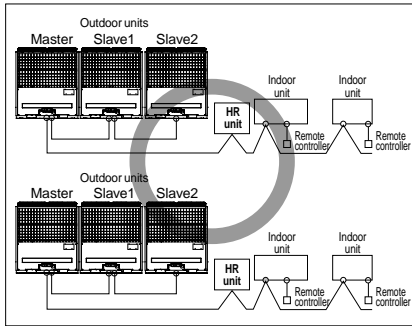 Outdoor units
Master Slave1 Slave2
HR
unit
Indoor
unit
Remote
controller
Indoor
unit
Remote
controller
Outdoor units
Master Slave1 Slave2
HR
unit
Indoor
unit
Remote
controller
Indoor
unit
Remote
controller